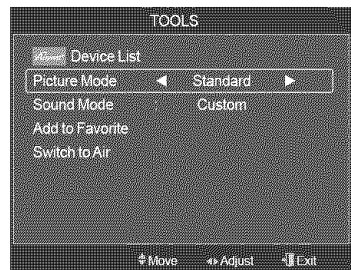 TOOLS
Device List
Picture Mode ◀ Standard ▶
Sound Mode : Custom
Add to Favorite
Switch to Air
Move Adjust Exit